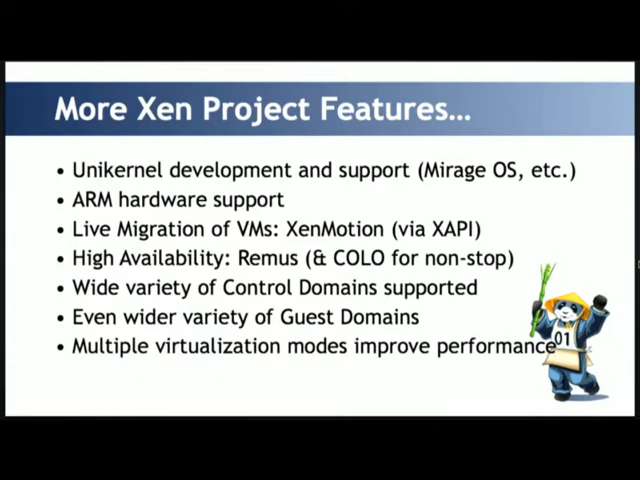 More Xen Project Features…
• Unikernel development and support (Mirage OS, etc.)
• ARM hardware support
• Live Migration of VMs: XenMotion (via XAPI)
• High Availability: Remus (& COLO for non-stop)
• Wide variety of Control Domains supported
• Even wider variety of Guest Domains
• Multiple virtualization modes improve performance
01